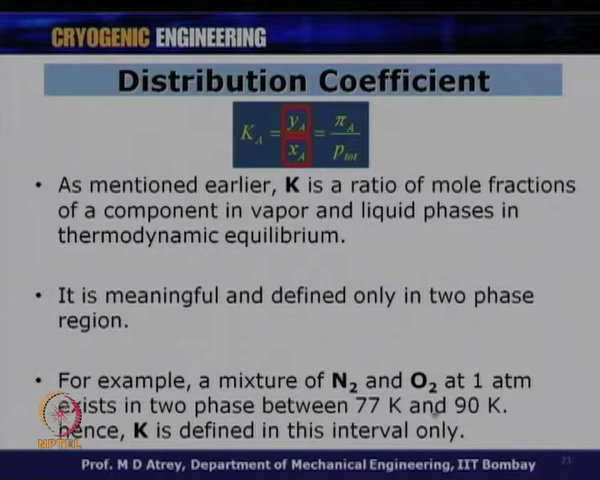 CRYOGENIC ENGINEERING
Distribution Coefficient
K_A = y_A / x_A = π_A / p_tot
• As mentioned earlier, K is a ratio of mole fractions
of a component in vapor and liquid phases in
thermodynamic equilibrium.
• It is meaningful and defined only in two phase
region.
• For example, a mixture of N₂ and O₂ at 1 atm
exists in two phase between 77 K and 90 K.
hence, K is defined in this interval only.
NPTEL
Prof. M D Atrey, Department of Mechanical Engineering, IIT Bombay
23